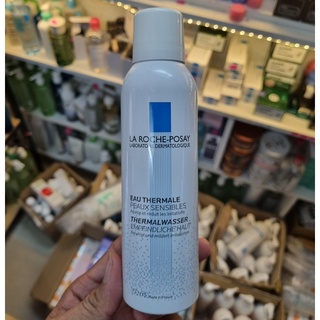 LA ROCHE-POSAY
LABORATOIRE DERMATOLOGIQUE
EAU THERMALE
PEAUX SENSIBLES
THERMALWASSER
EMPFINDLICHE HAUT